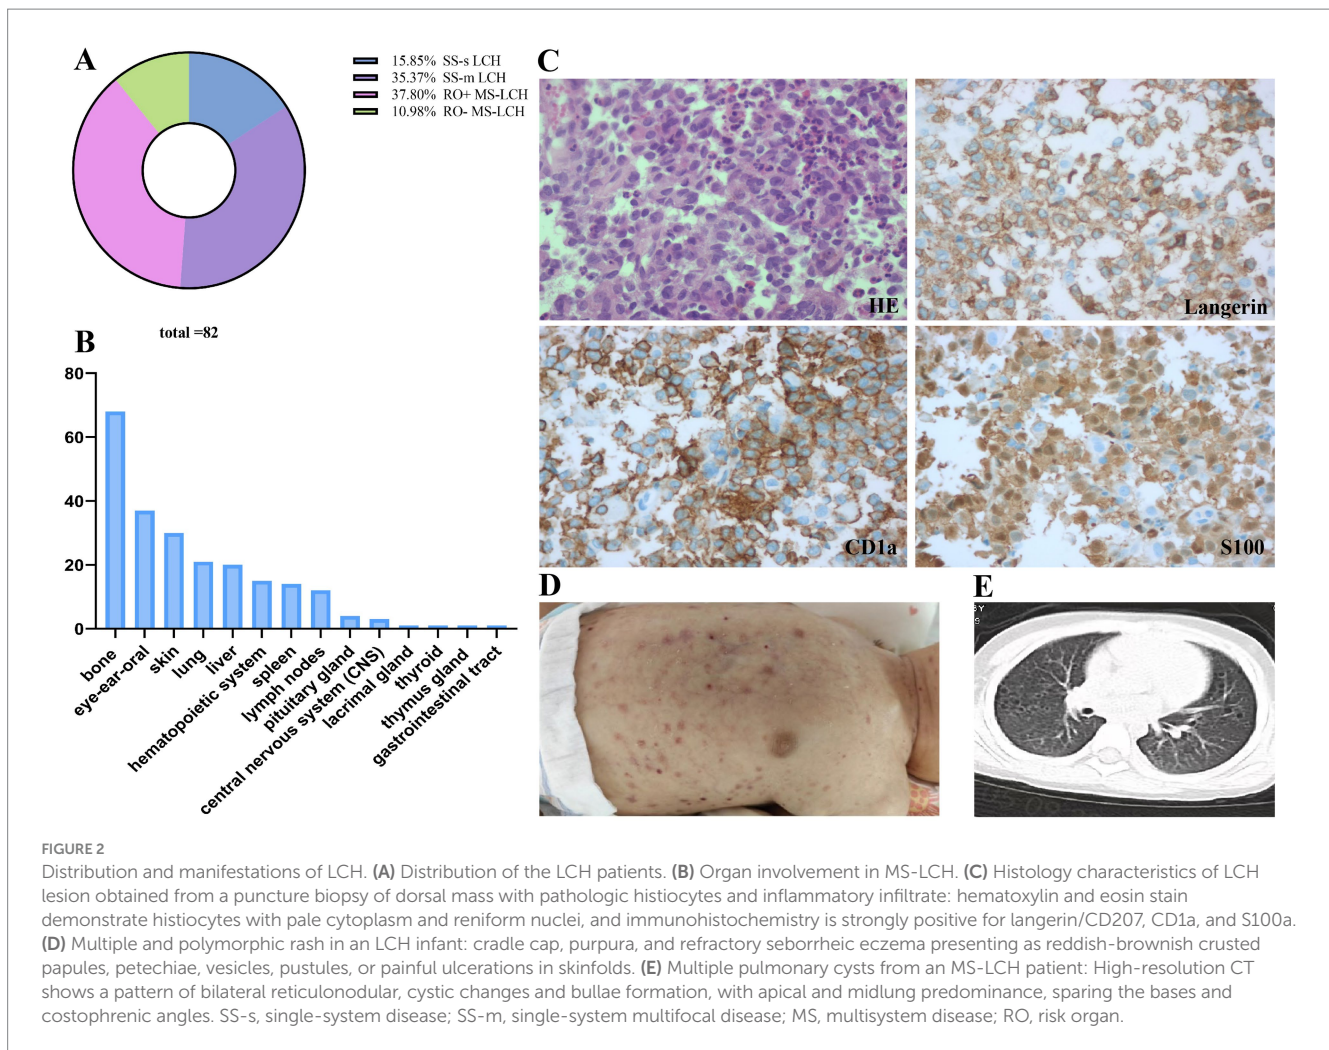 A
15.85% SS-s LCH
35.37% SS-m LCH
37.80% RO+ MS-LCH
10.98% RO- MS-LCH
total =82
B
80
60
40
20
0
bone
eye-ear-oral
skin
lung
liver
hematopoietic system
spleen
lymph nodes
pituitary gland
central nervous system (CNS)
lacrimal gland
thyroid
thymus gland
gastrointestinal tract
C
HE
Langerin
CD1a
S100
D
E
FIGURE 2
Distribution and manifestations of LCH. (A) Distribution of the LCH patients. (B) Organ involvement in MS-LCH. (C) Histology characteristics of LCH
lesion obtained from a puncture biopsy of dorsal mass with pathologic histiocytes and inflammatory infiltrate: hematoxylin and eosin stain
demonstrate histiocytes with pale cytoplasm and reniform nuclei, and immunohistochemistry is strongly positive for langerin/CD207, CD1a, and S100a.
(D) Multiple and polymorphic rash in an LCH infant: cradle cap, purpura, and refractory seborrheic eczema presenting as reddish-brownish crusted
papules, petechiae, vesicles, pustules, or painful ulcerations in skinfolds. (E) Multiple pulmonary cysts from an MS-LCH patient: High-resolution CT
shows a pattern of bilateral reticulonodular, cystic changes and bullae formation, with apical and midlung predominance, sparing the bases and
costophrenic angles. SS-s, single-system disease; SS-m, single-system multifocal disease; MS, multisystem disease; RO, risk organ.